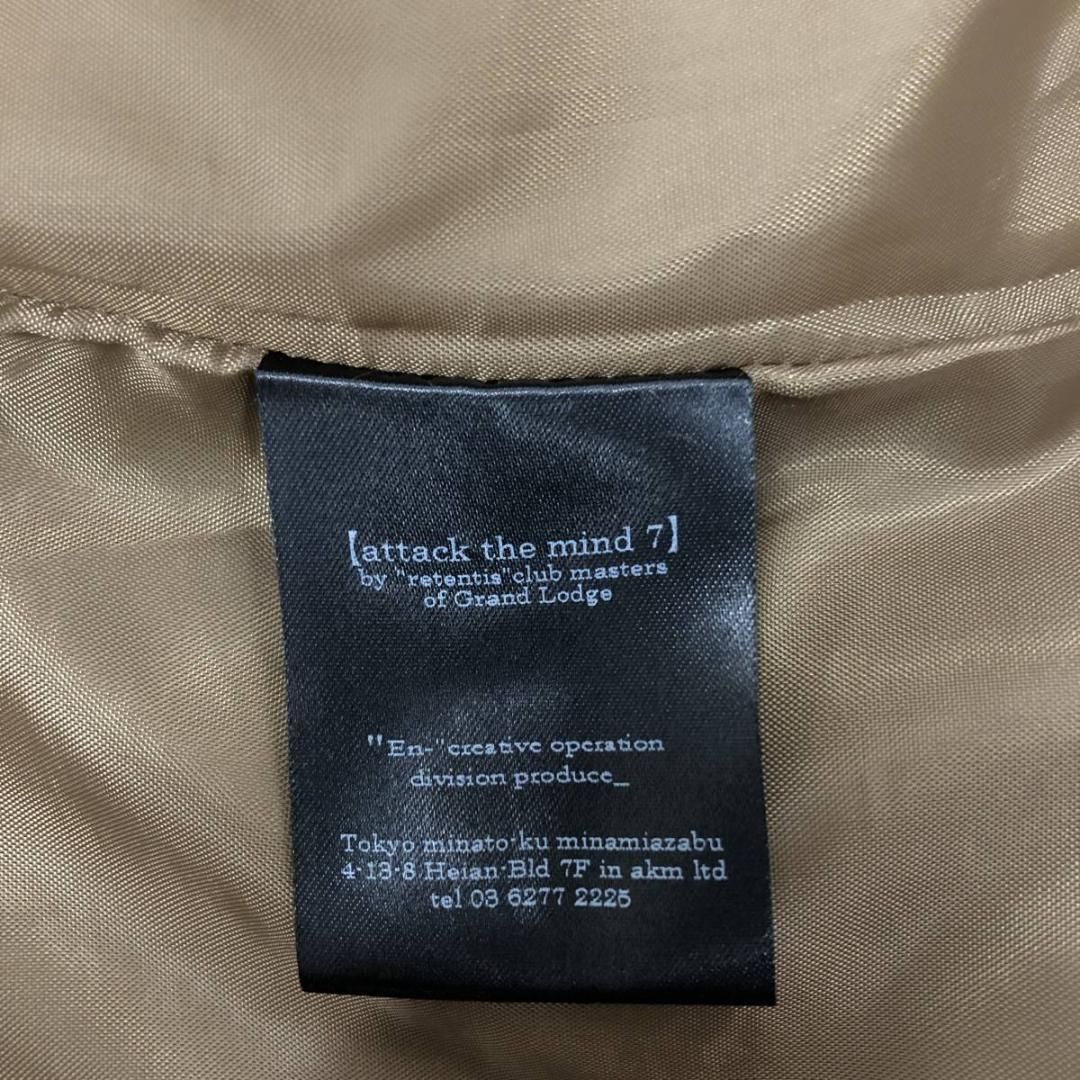 【attack the mind 7】
by "retentis"club masters
of Grand Lodge
"En-"creative operation
division produce_
Tokyo minato·ku minamiazabu
4·13·8 Heian·Bld 7F in akm ltd
tel 03 6277 2225